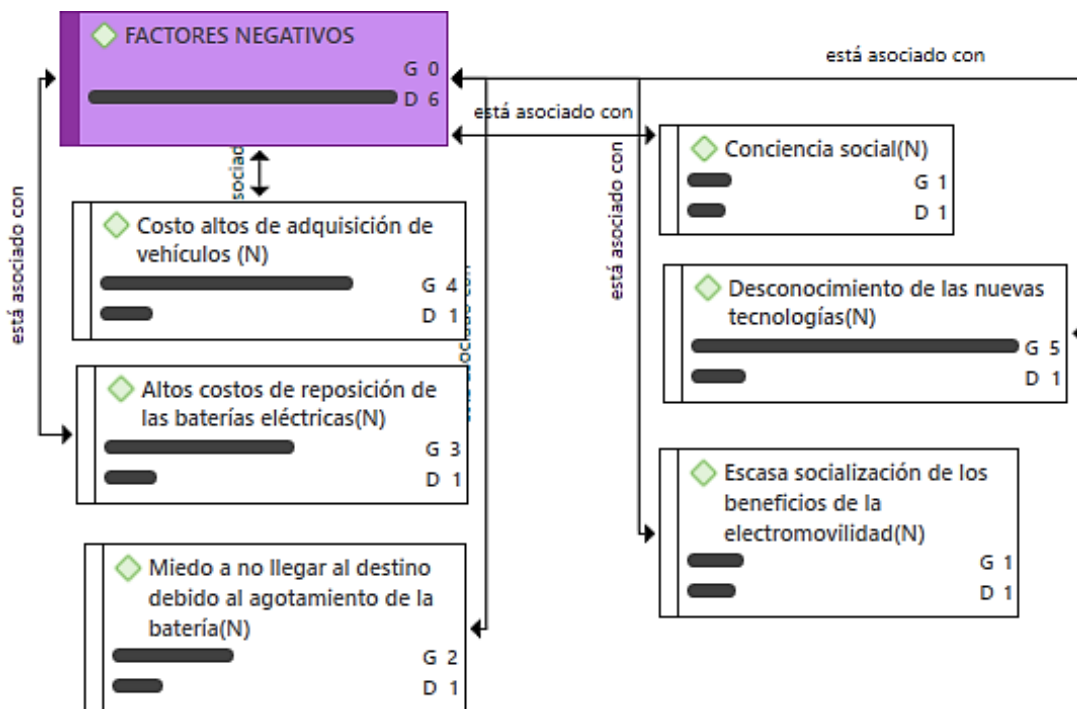 FACTORES NEGATIVOS
G 0
D 6
está asociado con
está asociado con
está asociado con
está asociado con
sociad
Conciencia social(N)
G 1
D 1
Costo altos de adquisición de
vehículos (N)
G 4
D 1
Desconocimiento de las nuevas
tecnologías(N)
G 5
D 1
Altos costos de reposición de
las baterías eléctricas(N)
G 3
D 1
Escasa socialización de los
beneficios de la
electromovilidad(N)
G 1
D 1
Miedo a no llegar al destino
debido al agotamiento de la
batería(N)
G 2
D 1